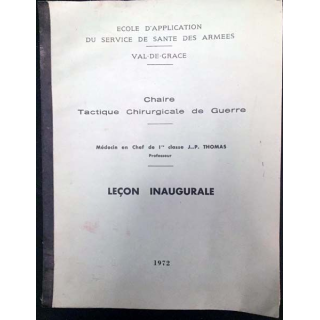 ECOLE D'APPLICATION
DU SERVICE DE SANTE DES ARMEES
VAL-DE-GRACE
Chaire
Tactique Chirurgicale de Guerre
Médecin en Chef de 1re classe J.-P. THOMAS
Professeur
LEÇON INAUGURALE
1972